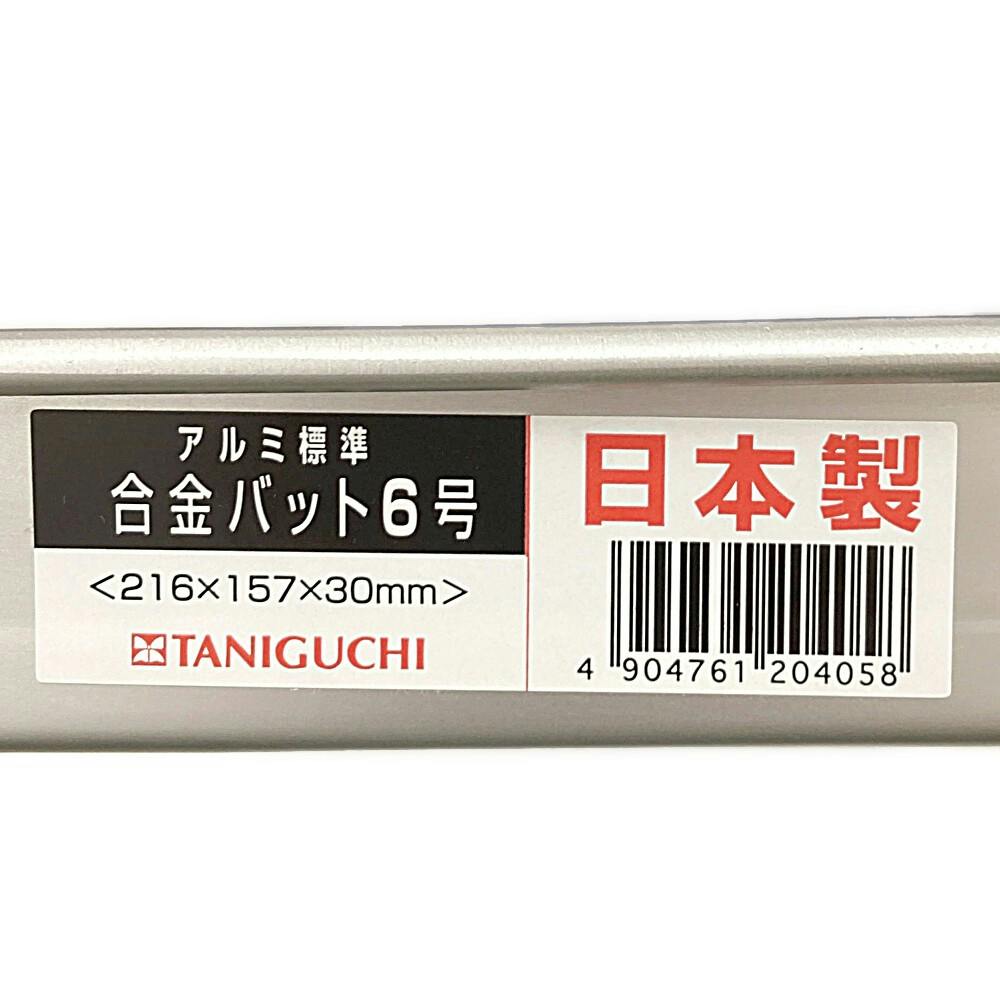 アルミ標準
合金バット6号
<216×157×30mm>
TANIGUCHI
日本製
4 904761 204058